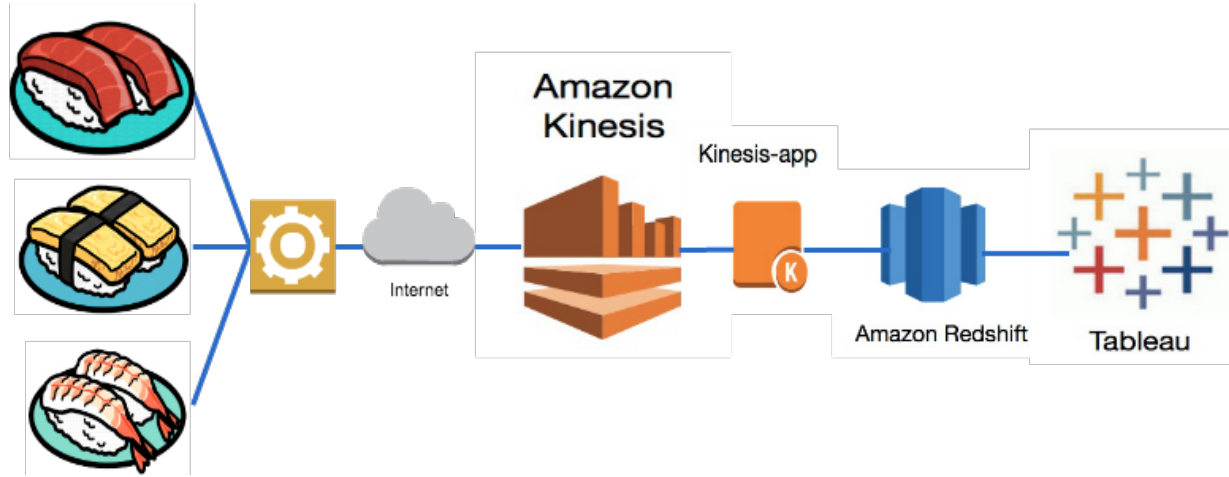 Amazon
Kinesis
Kinesis-app
K
Internet
Amazon Redshift
Tableau